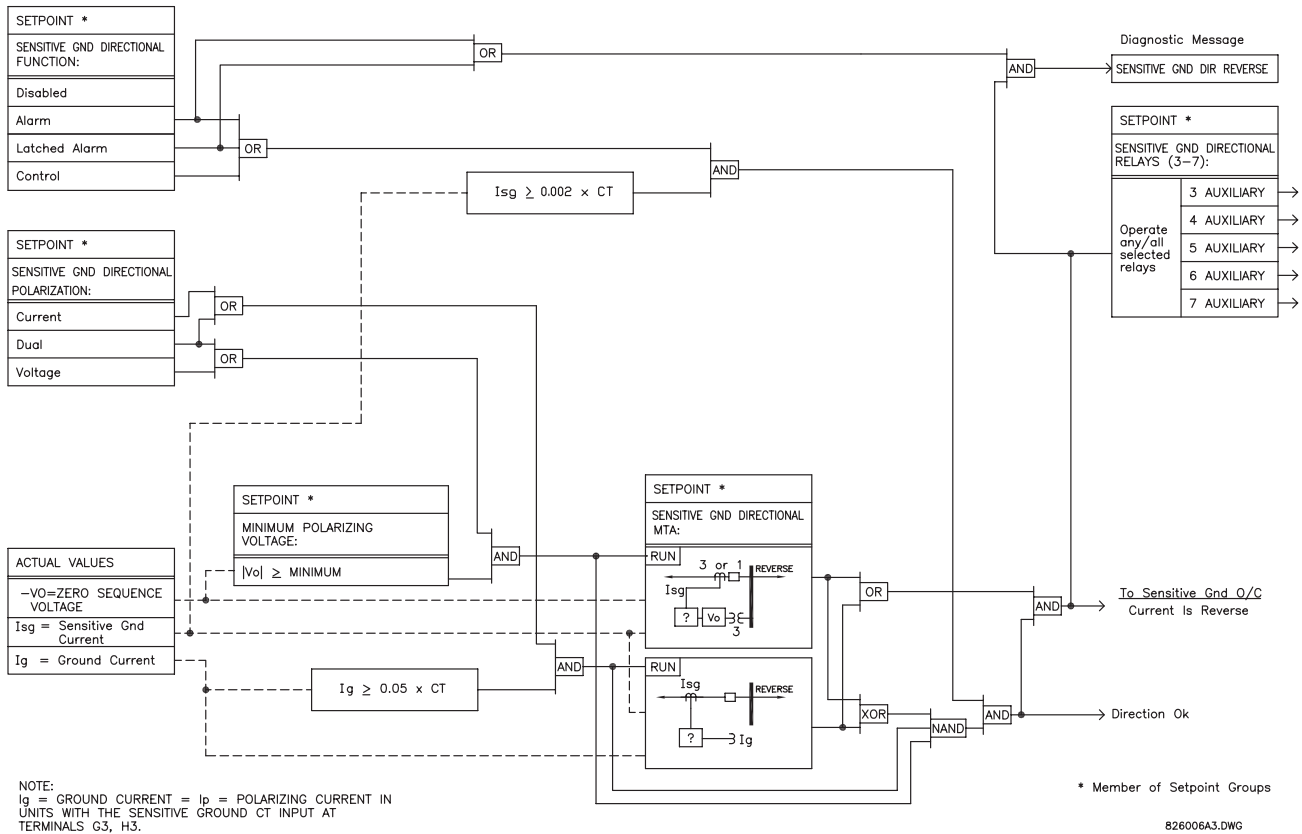 SETPOINT *
SENSITIVE GND DIRECTIONAL
FUNCTION:
Disabled
Alarm
Latched Alarm
Control
OR
OR
AND
Diagnostic Message
SENSITIVE GND DIR REVERSE
SETPOINT *
SENSITIVE GND DIRECTIONAL
RELAYS (3-7):
Operate
any/all
selected
relays
3 AUXILIARY
4 AUXILIARY
5 AUXILIARY
6 AUXILIARY
7 AUXILIARY
AND
Isg ≥ 0.002 x CT
SETPOINT *
SENSITIVE GND DIRECTIONAL
POLARIZATION:
Current
Dual
Voltage
OR
OR
SETPOINT *
MINIMUM POLARIZING
VOLTAGE:
|Vo| ≥ MINIMUM
AND
ACTUAL VALUES
-VO=ZERO SEQUENCE
VOLTAGE
Isg = Sensitive Gnd
Current
Ig = Ground Current
Ig ≥ 0.05 x CT
AND
SETPOINT *
SENSITIVE GND DIRECTIONAL
MTA:
RUN
3 or 1
REVERSE
Isg
? Vo
3
RUN
Isg
REVERSE
?
Ig
OR
XOR
NAND
AND
AND
To Sensitive Gnd O/C
Current Is Reverse
Direction Ok
NOTE:
Ig = GROUND CURRENT = Ip = POLARIZING CURRENT IN
UNITS WITH THE SENSITIVE GROUND CT INPUT AT
TERMINALS G3, H3.
* Member of Setpoint Groups
826006A3.DWG